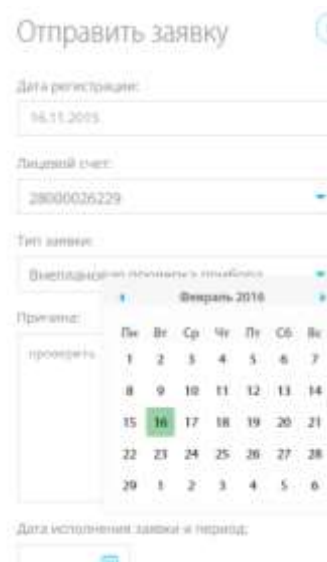 Отправить заявку
Дата регистрации:
16.11.2015
Лицевой счет:
28000026229
Тип заявки:
Внеплановая проверка прибора
Причина:
проверить
Февраль 2016
Пн Вт Ср Чт Пт Сб Вс
1 2 3 4 5 6 7
8 9 10 11 12 13 14
15 16 17 18 19 20 21
22 23 24 25 26 27 28
29 1 2 3 4 5 6
Дата исполнения заявки и период: